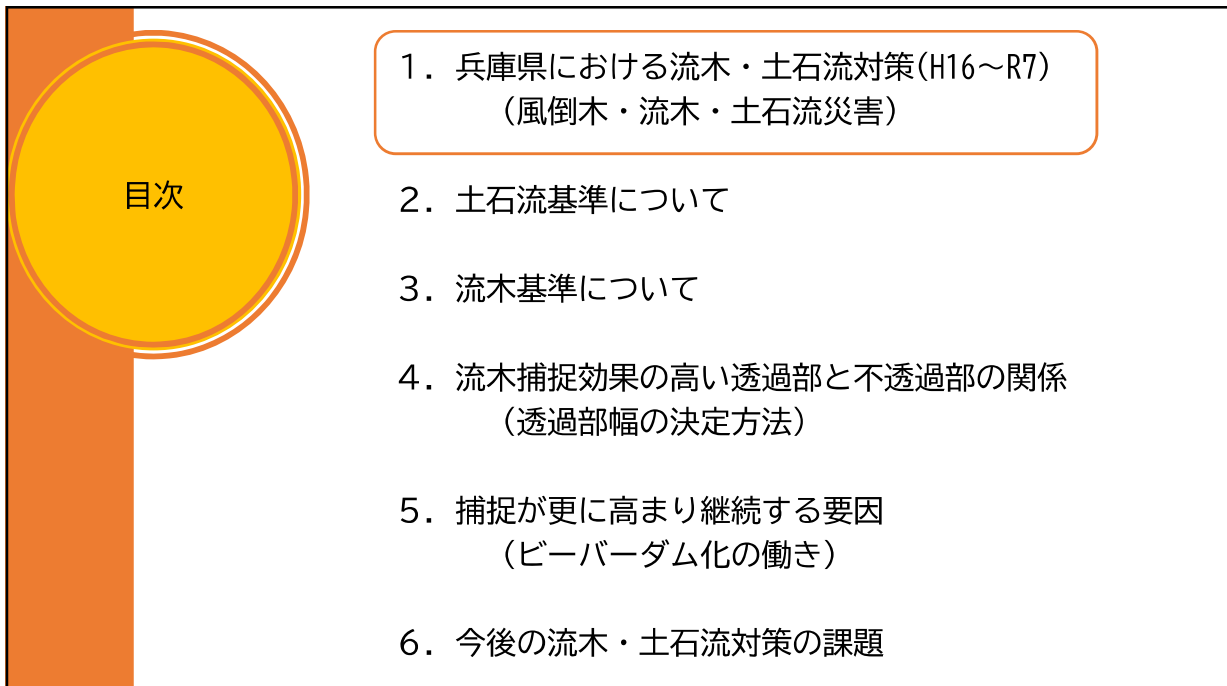 目次
１．兵庫県における流木・土石流対策(H16～R7)
（風倒木・流木・土石流災害）
２．土石流基準について
３．流木基準について
４．流木捕捉効果の高い透過部と不透過部の関係
（透過部幅の決定方法）
５．捕捉が更に高まり継続する要因
（ビーバーダム化の働き）
６．今後の流木・土石流対策の課題